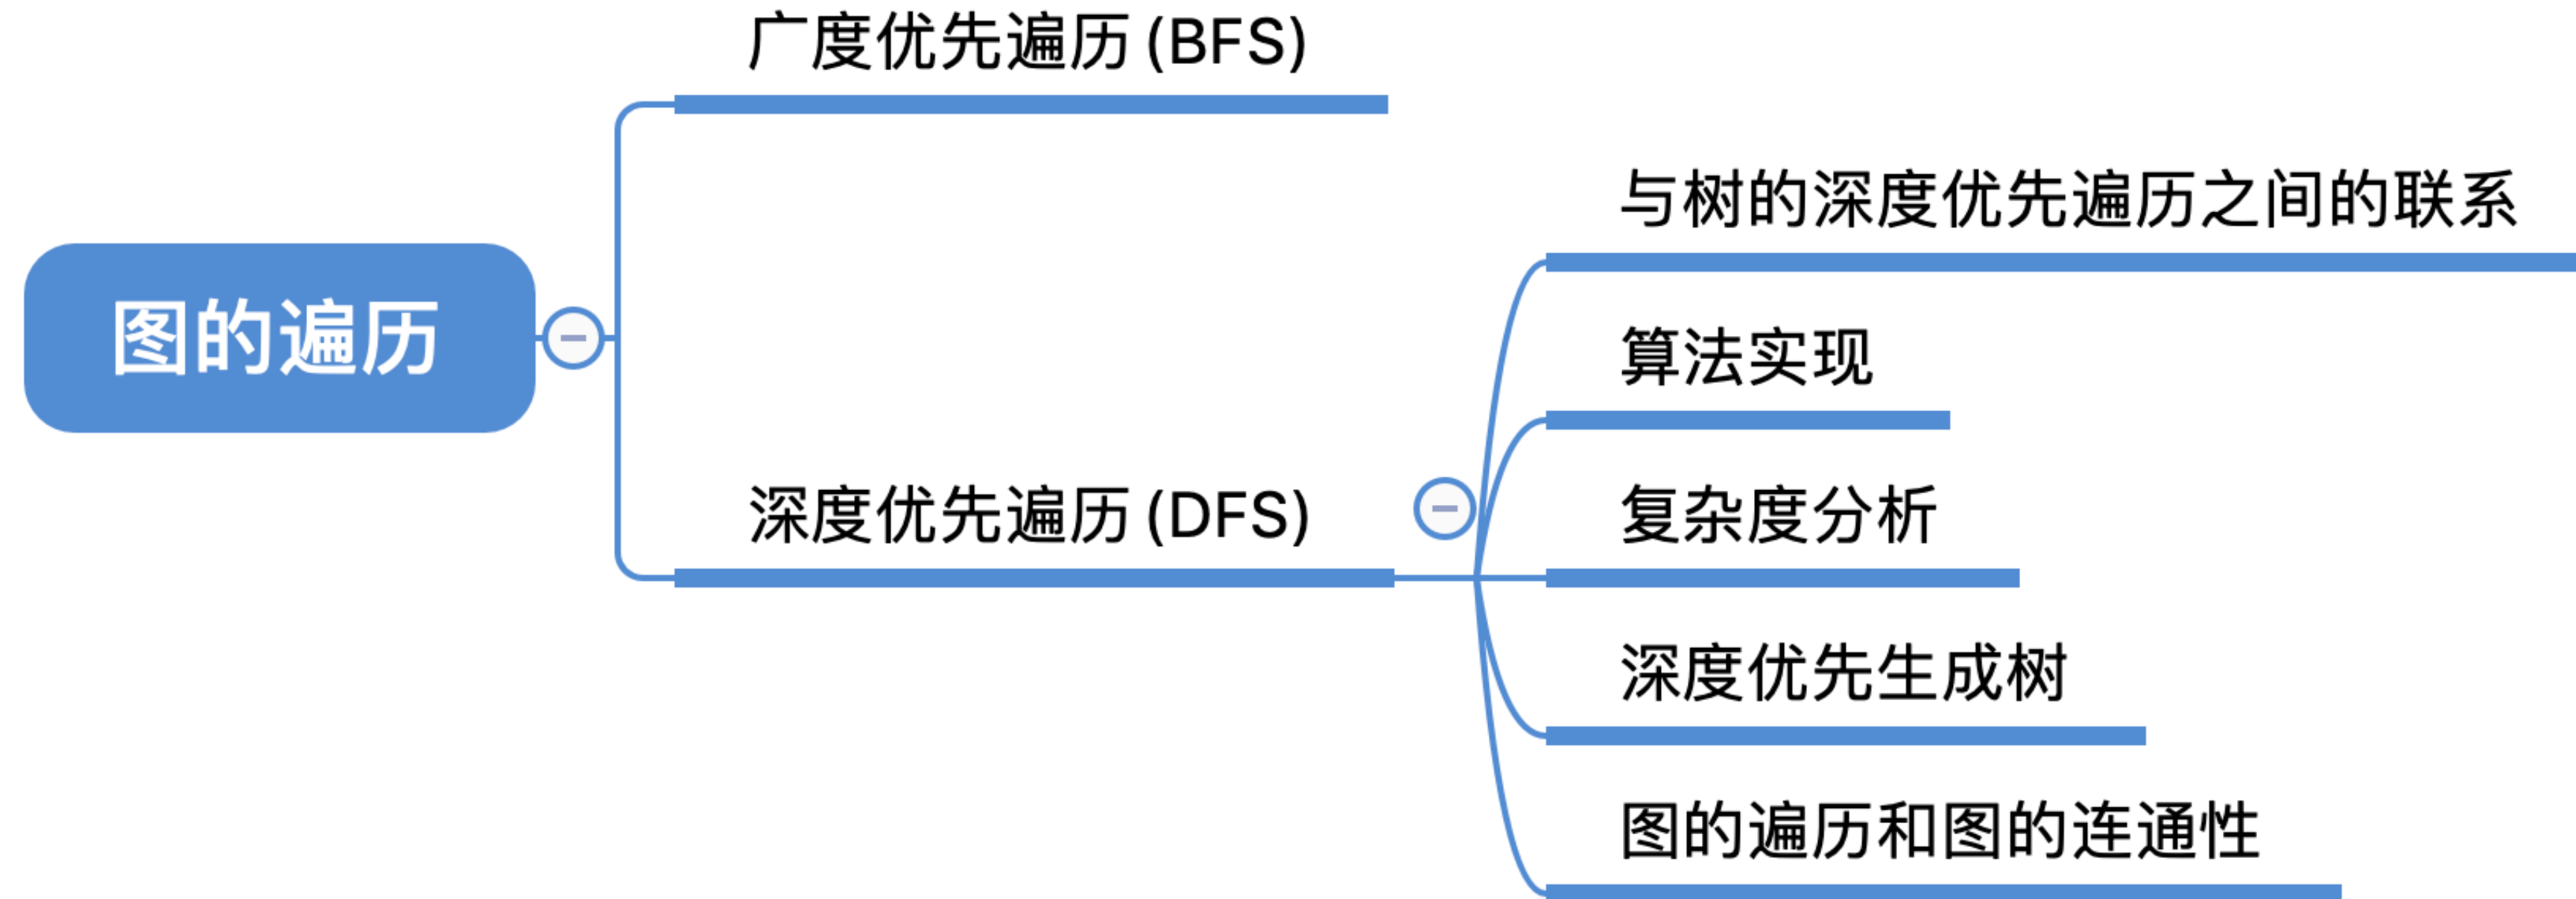 图的遍历
广度优先遍历 (BFS)
深度优先遍历 (DFS)
与树的深度优先遍历之间的联系
算法实现
复杂度分析
深度优先生成树
图的遍历和图的连通性